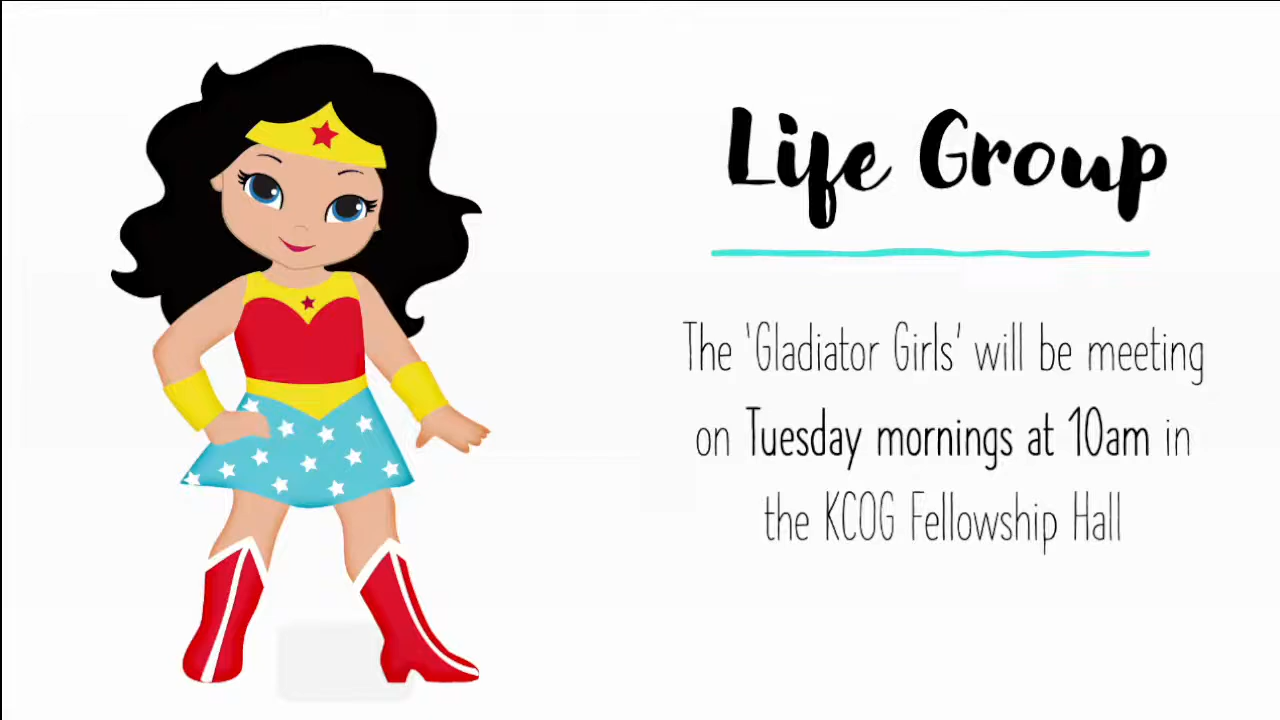 Life Group
The 'Gladiator Girls' will be meeting
on Tuesday mornings at 10am in
the KCOG Fellowship Hall